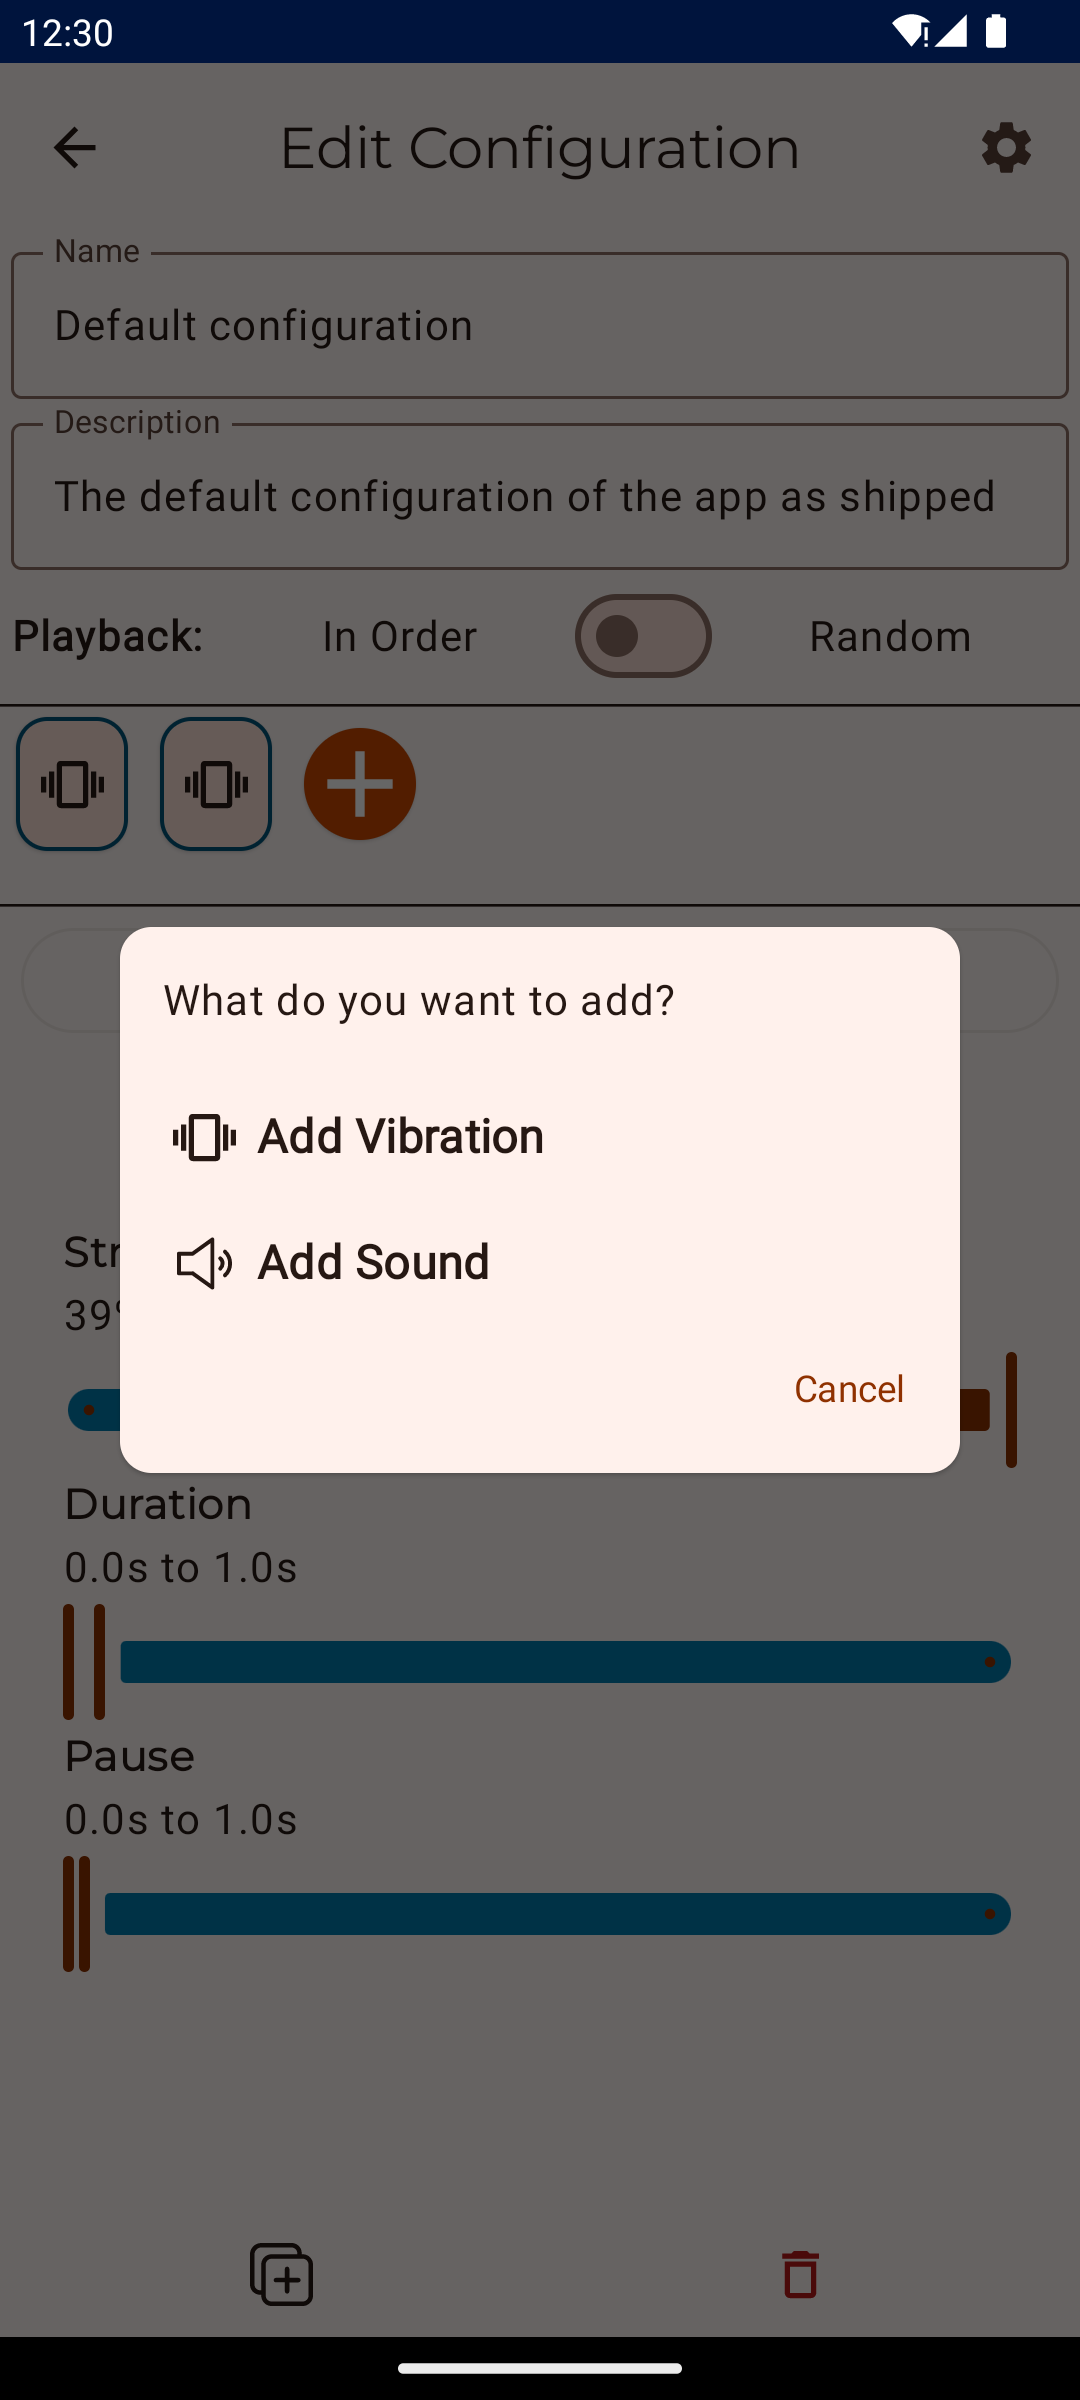 12:30
Edit Configuration
Name
Default configuration
Description
The default configuration of the app as shipped
Playback:
In Order
Random
What do you want to add?
Add Vibration
Add Sound
Str
39
Cancel
Duration
0.0s to 1.0s
Pause
0.0s to 1.0s